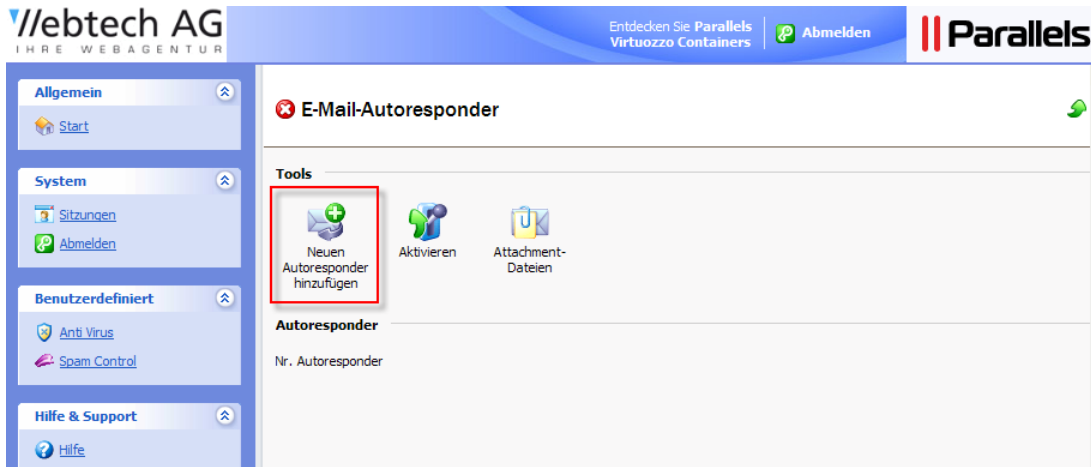 Webtech AG
IHRE WEBAGENTUR
Entdecken Sie Parallels
Virtuozzo Containers
Abmelden
Parallels
Allgemein
Start
System
Sitzungen
Abmelden
Benutzerdefiniert
Anti Virus
Spam Control
Hilfe & Support
Hilfe
E-Mail-Autoresponder
Tools
Neuen
Autoresponder
hinzufügen
Aktivieren
Attachment-
Dateien
Autoresponder
Nr. Autoresponder